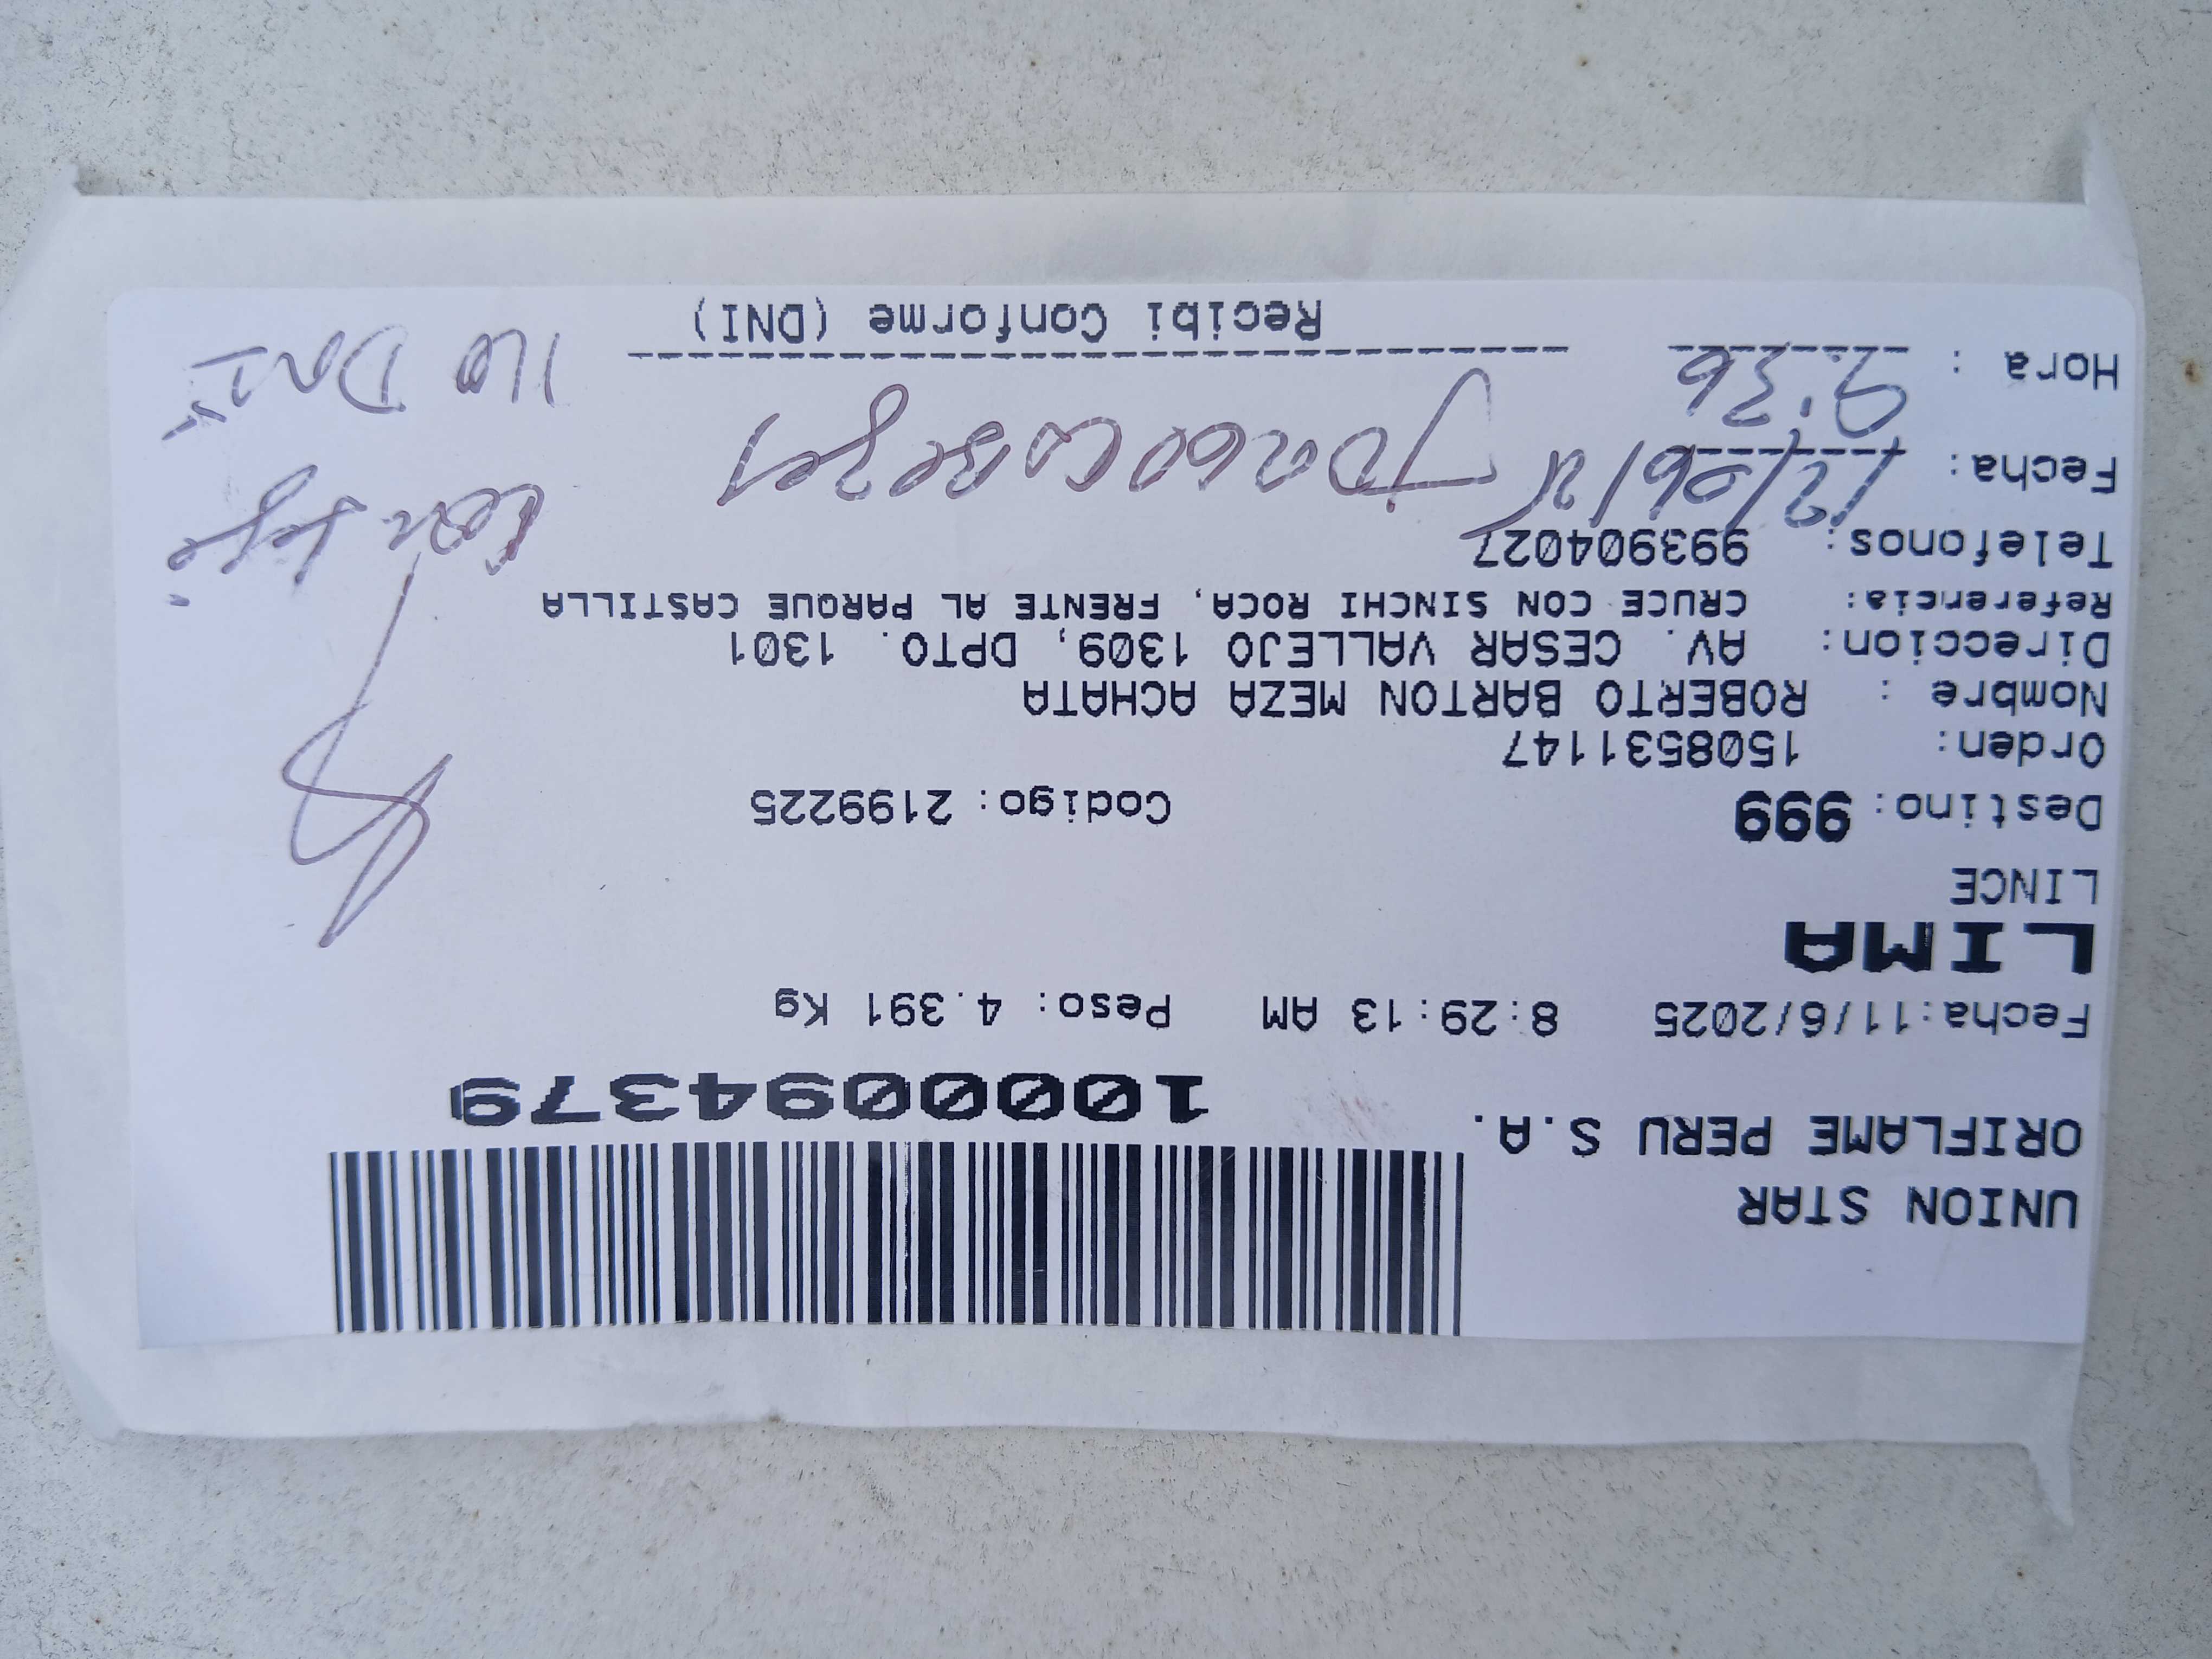 UNION STAR
ORIFLAME PERU S.A.
10000094379
Fecha:11/6/2025 8:29:13 AM Peso: 4.391 Kg
LIMA
LINCE
Destino: 999 Codigo: 2199225
Orden: 1508531147
Nombre : ROBERTO BARTON MEZA ACHATA
Direccion: AV. CESAR VALLEJO 1309, DPTO. 1301
Referencia: CRUCE CON SINCHI ROCA, FRENTE AL PARQUE CASTILLA
Telefonos: 993904027
Fecha: 12/06/25
Hora : 9:36
Recibi Conforme (DNI)
DNI